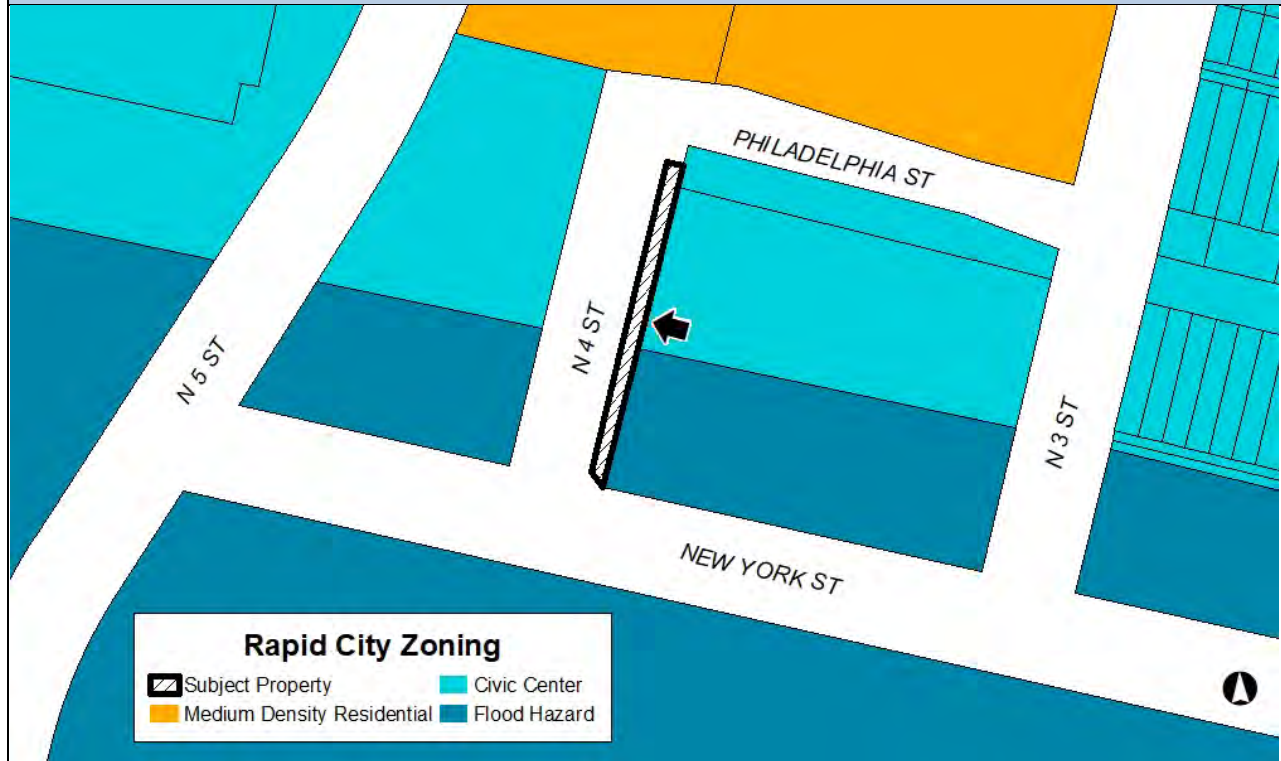 PHILADELPHIA ST
N 4 ST
N 5 ST
N 3 ST
NEW YORK ST
Rapid City Zoning
Subject Property
Civic Center
Medium Density Residential
Flood Hazard